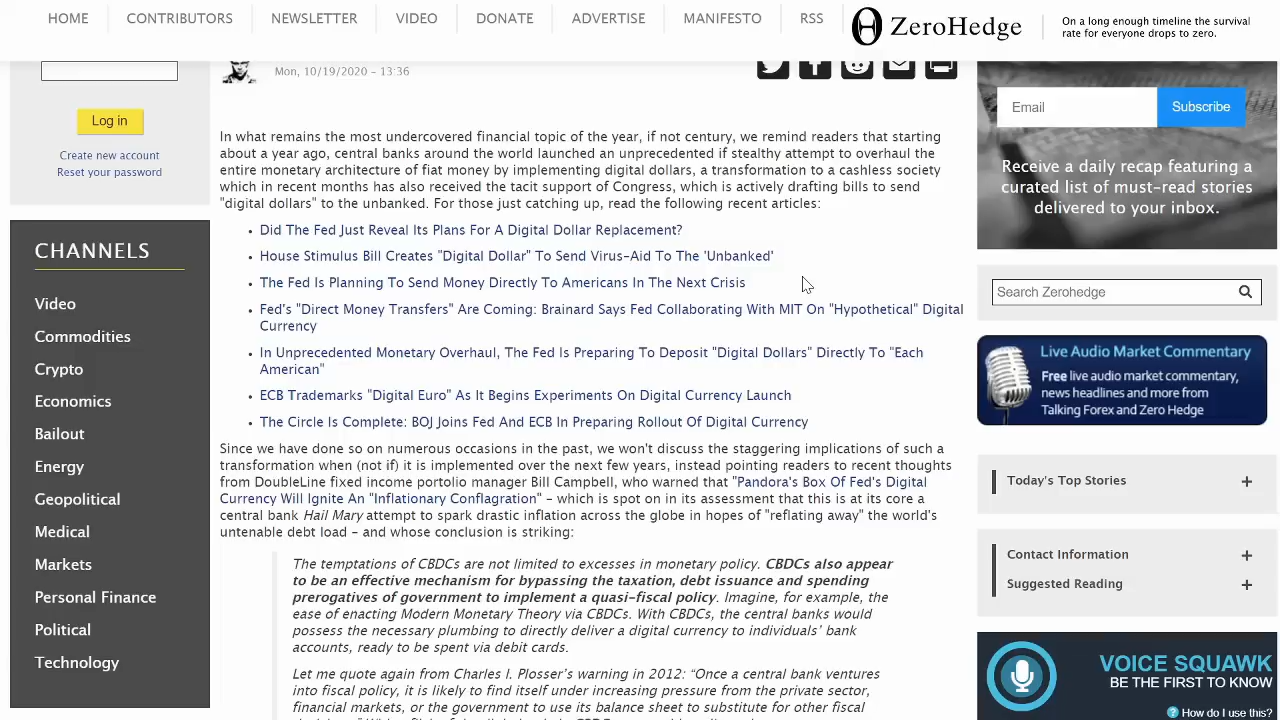 HOME
CONTRIBUTORS
NEWSLETTER
VIDEO
DONATE
ADVERTISE
MANIFESTO
RSS
ZeroHedge
On a long enough timeline the survival
rate for everyone drops to zero.
Log in
Create new account
Reset your password
CHANNELS
Video
Commodities
Crypto
Economics
Bailout
Energy
Geopolitical
Medical
Markets
Personal Finance
Political
Technology
Mon, 10/19/2020 - 13:36
In what remains the most undercovered financial topic of the year, if not century, we remind readers that starting
about a year ago, central banks around the world launched an unprecedented if stealthy attempt to overhaul the
entire monetary architecture of fiat money by implementing digital dollars, a transformation to a cashless society
which in recent months has also received the tacit support of Congress, which is actively drafting bills to send
"digital dollars" to the unbanked. For those just catching up, read the following recent articles:
• Did The Fed Just Reveal Its Plans For A Digital Dollar Replacement?
• House Stimulus Bill Creates "Digital Dollar" To Send Virus-Aid To The 'Unbanked'
• The Fed Is Planning To Send Money Directly To Americans In The Next Crisis
• Fed's "Direct Money Transfers" Are Coming: Brainard Says Fed Collaborating With MIT On "Hypothetical" Digital
Currency
• In Unprecedented Monetary Overhaul, The Fed Is Preparing To Deposit "Digital Dollars" Directly To "Each
American"
• ECB Trademarks "Digital Euro" As It Begins Experiments On Digital Currency Launch
• The Circle Is Complete: BOJ Joins Fed And ECB In Preparing Rollout Of Digital Currency
Since we have done so on numerous occasions in the past, we won't discuss the staggering implications of such a
transformation when (not if) it is implemented over the next few years, instead pointing readers to recent thoughts
from DoubleLine fixed income portolio manager Bill Campbell, who warned that "Pandora's Box Of Fed's Digital
Currency Will Ignite An "Inflationary Conflagration" – which is spot on in its assessment that this is at its core a
central bank Hail Mary attempt to spark drastic inflation across the globe in hopes of "reflating away" the world's
untenable debt load – and whose conclusion is striking:
The temptations of CBDCs are not limited to excesses in monetary policy. CBDCs also appear
to be an effective mechanism for bypassing the taxation, debt issuance and spending
prerogatives of government to implement a quasi-fiscal policy. Imagine, for example, the
ease of enacting Modern Monetary Theory via CBDCs. With CBDCs, the central banks would
possess the necessary plumbing to directly deliver a digital currency to individuals' bank
accounts, ready to be spent via debit cards.
Let me quote again from Charles I. Plosser's warning in 2012: "Once a central bank ventures
into fiscal policy, it is likely to find itself under increasing pressure from the private sector,
financial markets, or the government to use its balance sheet to substitute for other fiscal
Email
Subscribe
Receive a daily recap featuring a
curated list of must-read stories
delivered to your inbox.
Search Zerohedge
Live Audio Market Commentary
Free live audio market commentary,
news headlines and more from
Talking Forex and Zero Hedge
Today's Top Stories +
Contact Information +
Suggested Reading +
VOICE SQUAWK
BE THE FIRST TO KNOW
? How do I use this?